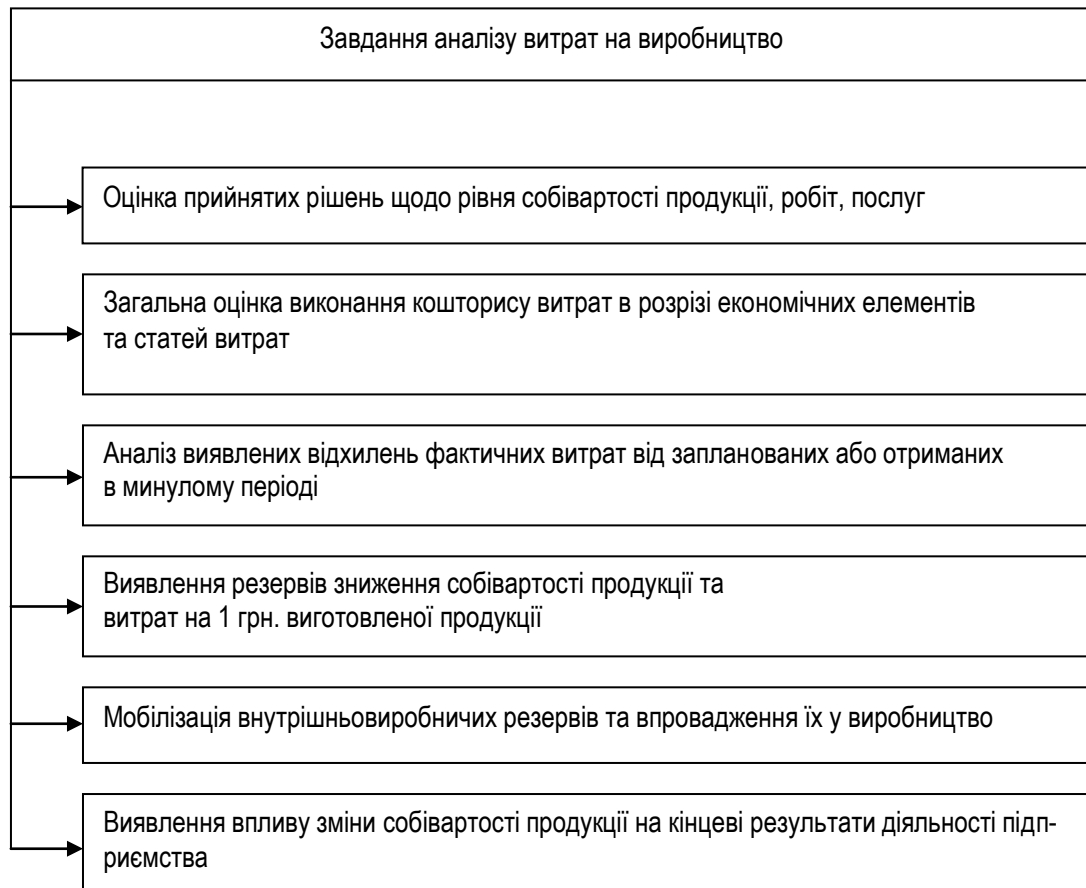 Завдання аналізу витрат на виробництво
Оцінка прийнятих рішень щодо рівня собівартості продукції, робіт, послуг
Загальна оцінка виконання кошторису витрат в розрізі економічних елементів
та статей витрат
Аналіз виявлених відхилень фактичних витрат від запланованих або отриманих
в минулому періоді
Виявлення резервів зниження собівартості продукції та
витрат на 1 грн. виготовленої продукції
Мобілізація внутрішньовиробничих резервів та впровадження їх у виробництво
Виявлення впливу зміни собівартості продукції на кінцеві результати діяльності підп-
риємства